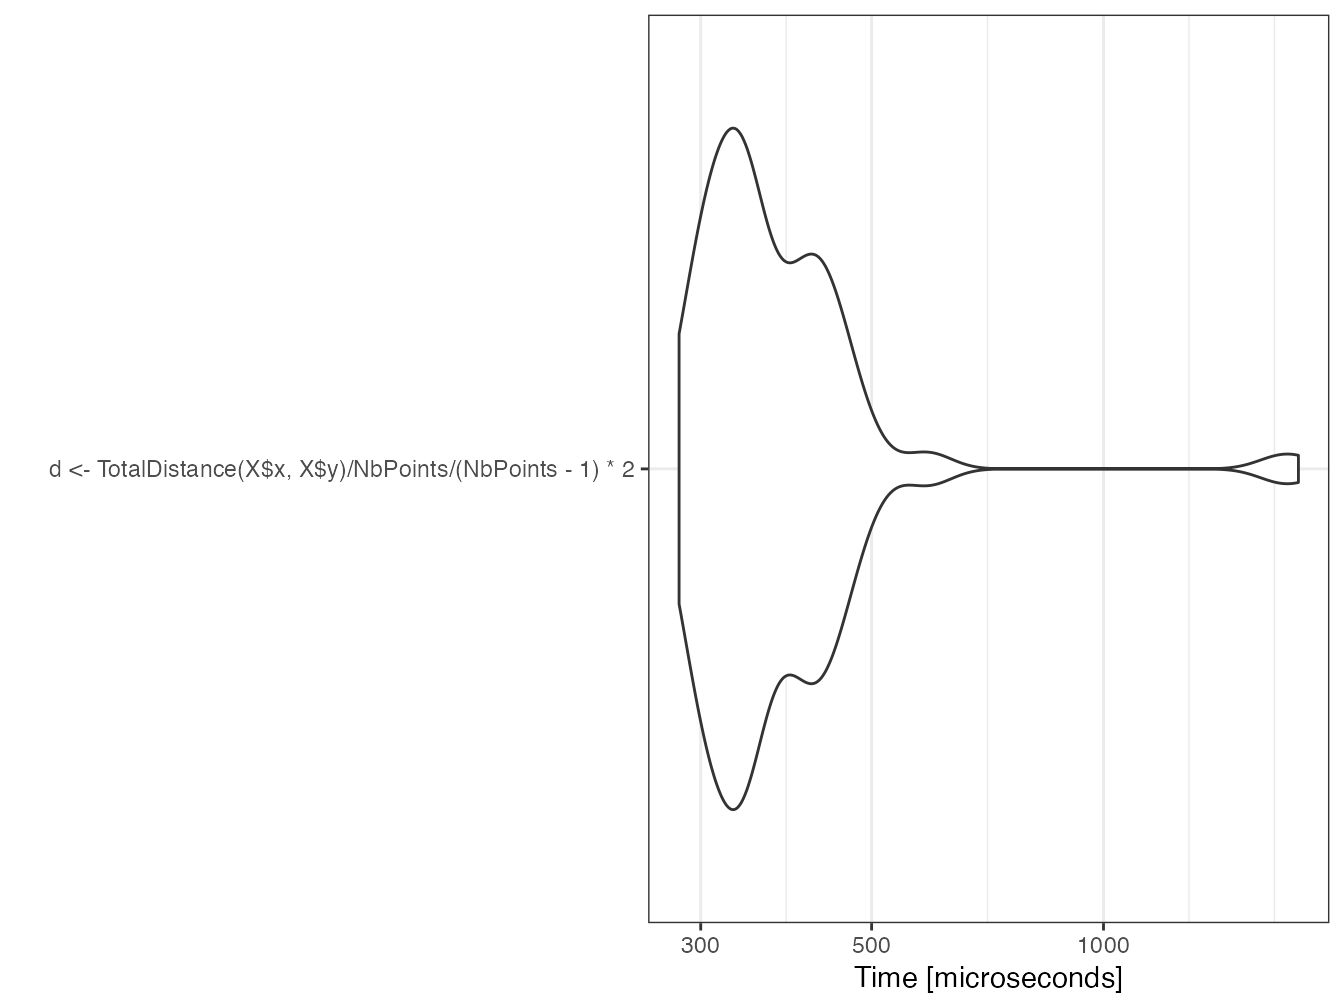 d <- TotalDistance(X$x, X$y)/NbPoints/(NbPoints - 1) * 2
300 500 1000
Time [microseconds]